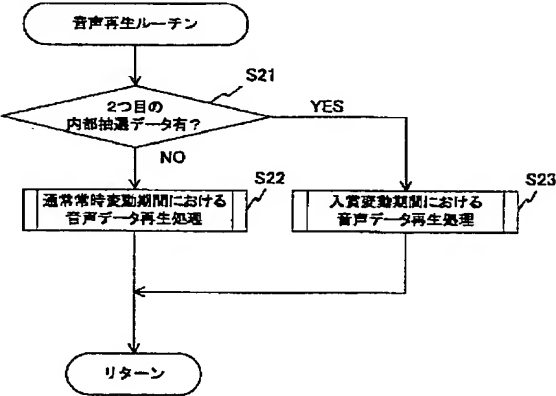 音声再生ルーチン
S21
2つ目の
内部抽選データ有?
YES
NO
S22
通常常時変動期間における
音声データ再生処理
S23
入賞変動期間における
音声データ再生処理
リターン